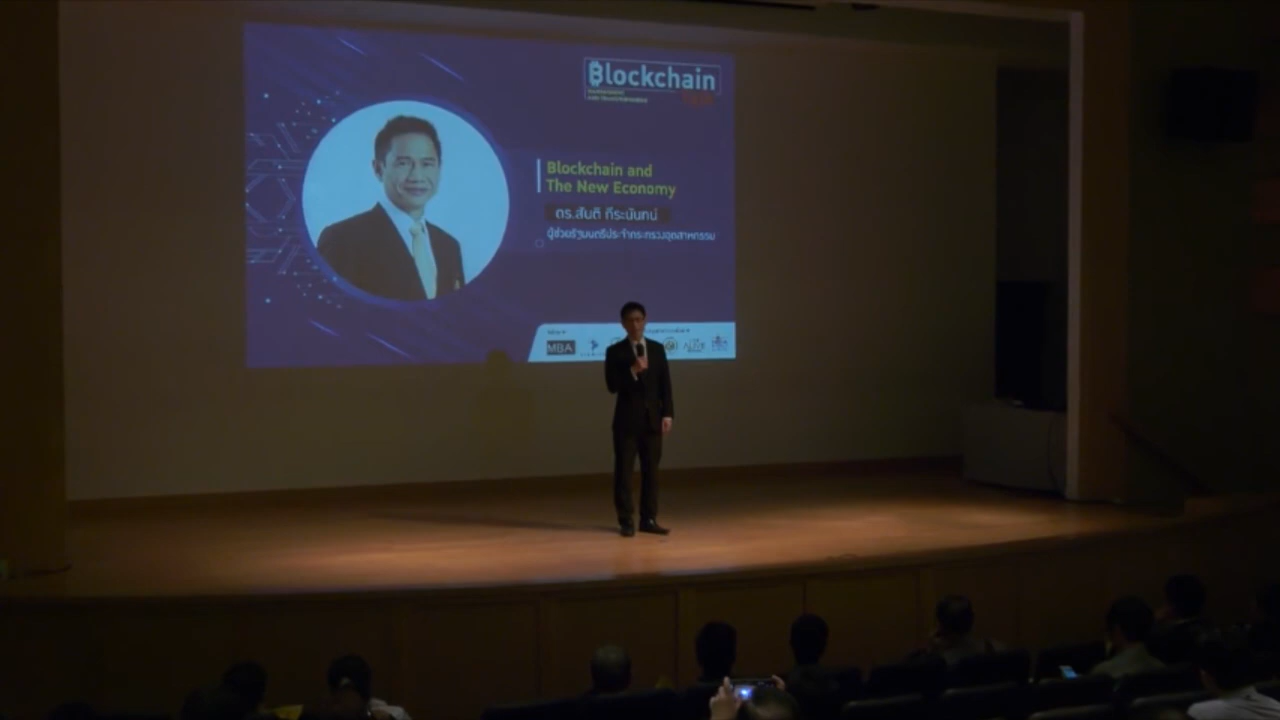 Blockchain
Blockchain and
The New Economy
ดร.สันติ กีระนันทน์
ผู้ช่วยรัฐมนตรีประจำกระทรวงอุตสาหกรรม
MBA
ALIVE